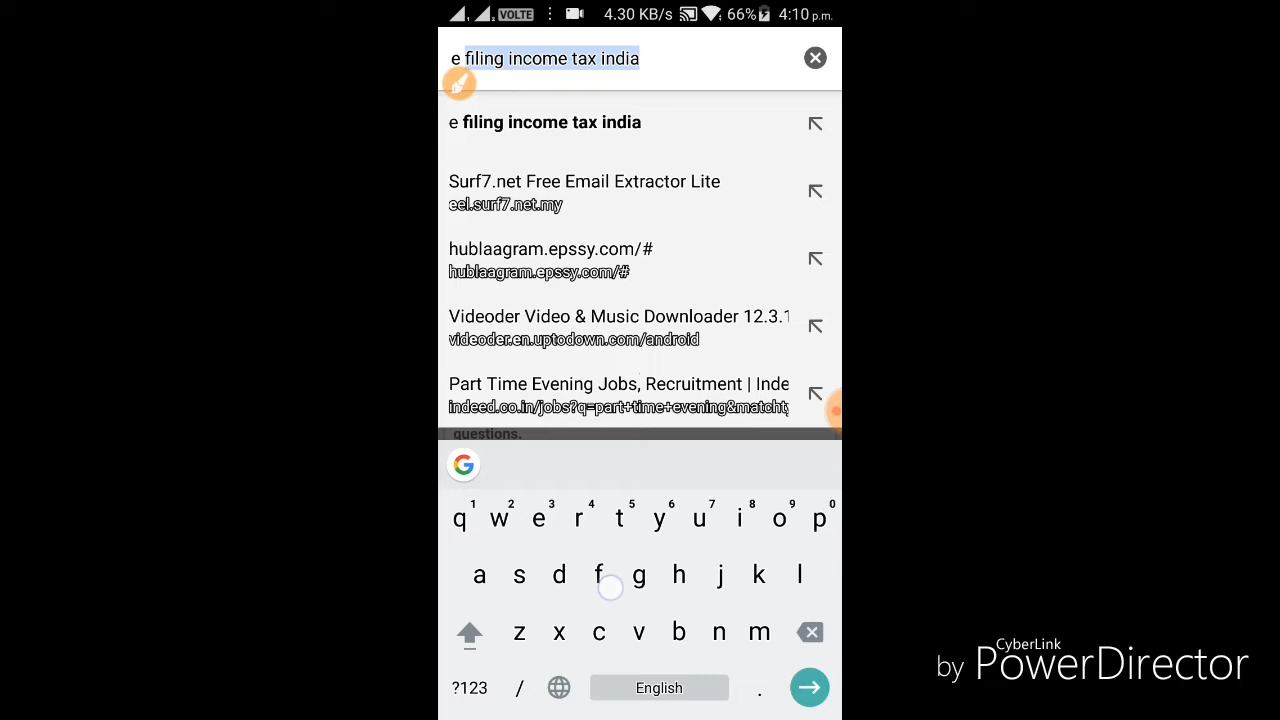 VOLTE 4.30 KB/s 66% 4:10 p.m.
e filing income tax india
e filing income tax india
Surf7.net Free Email Extractor Lite
eel.surf7.net.my
hublaagram.epssy.com/#
hublaagram.epssy.com/#
Videoder Video & Music Downloader 12.3.1
videoder.en.uptodown.com/android
Part Time Evening Jobs, Recruitment | Inde
indeed.co.in/jobs?q=part+time+evening&matchty
questions.
G
1 2 3 4 5 6 7 8 9 0
q w e r t y u i o p
a s d f g h j k l
z x c v b n m
?123 / English .
CyberLink
by PowerDirector